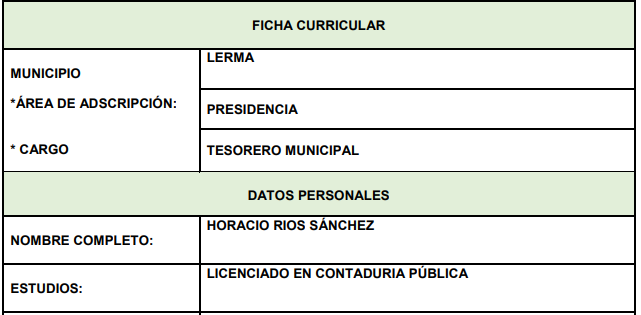 FICHA CURRICULAR
MUNICIPIO
LERMA
*ÁREA DE ADSCRIPCIÓN:
PRESIDENCIA
* CARGO
TESORERO MUNICIPAL
DATOS PERSONALES
NOMBRE COMPLETO:
HORACIO RIOS SÁNCHEZ
ESTUDIOS:
LICENCIADO EN CONTADURIA PÚBLICA